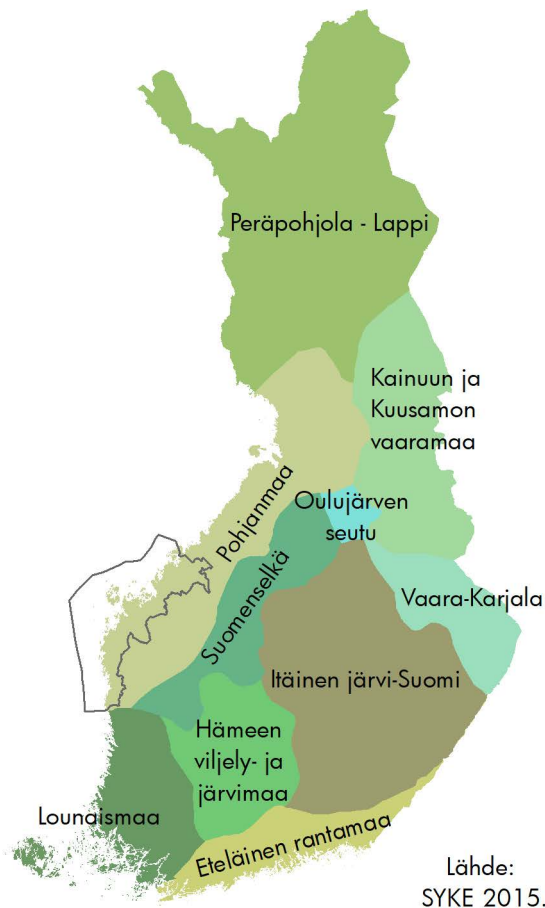 Peräpohjola - Lappi
Kainuun ja
Kuusamon
vaaramaa
Pohjanmaa
Oulujärven
seutu
Suomenselkä
Vaara-Karjala
Itäinen järvi-Suomi
Hämeen
viljely- ja
järvimaa
Lounaismaa
Eteläinen rantamaa
Lähde:
SYKE 2015.